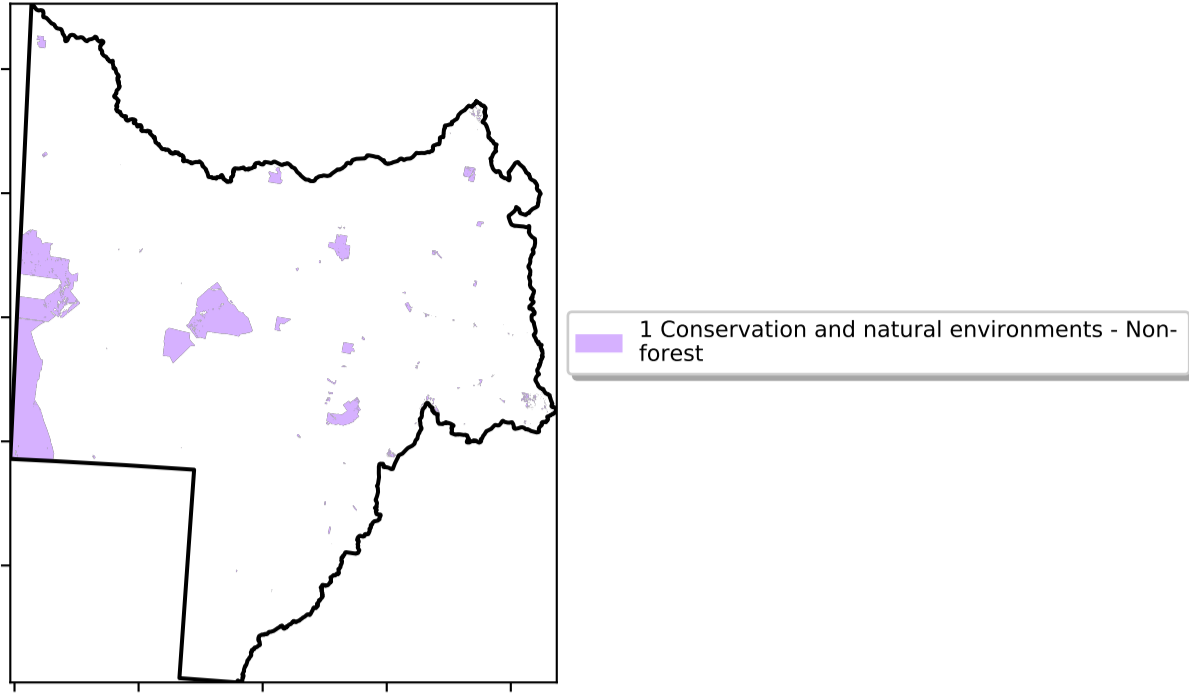 1 Conservation and natural environments - Non-
forest